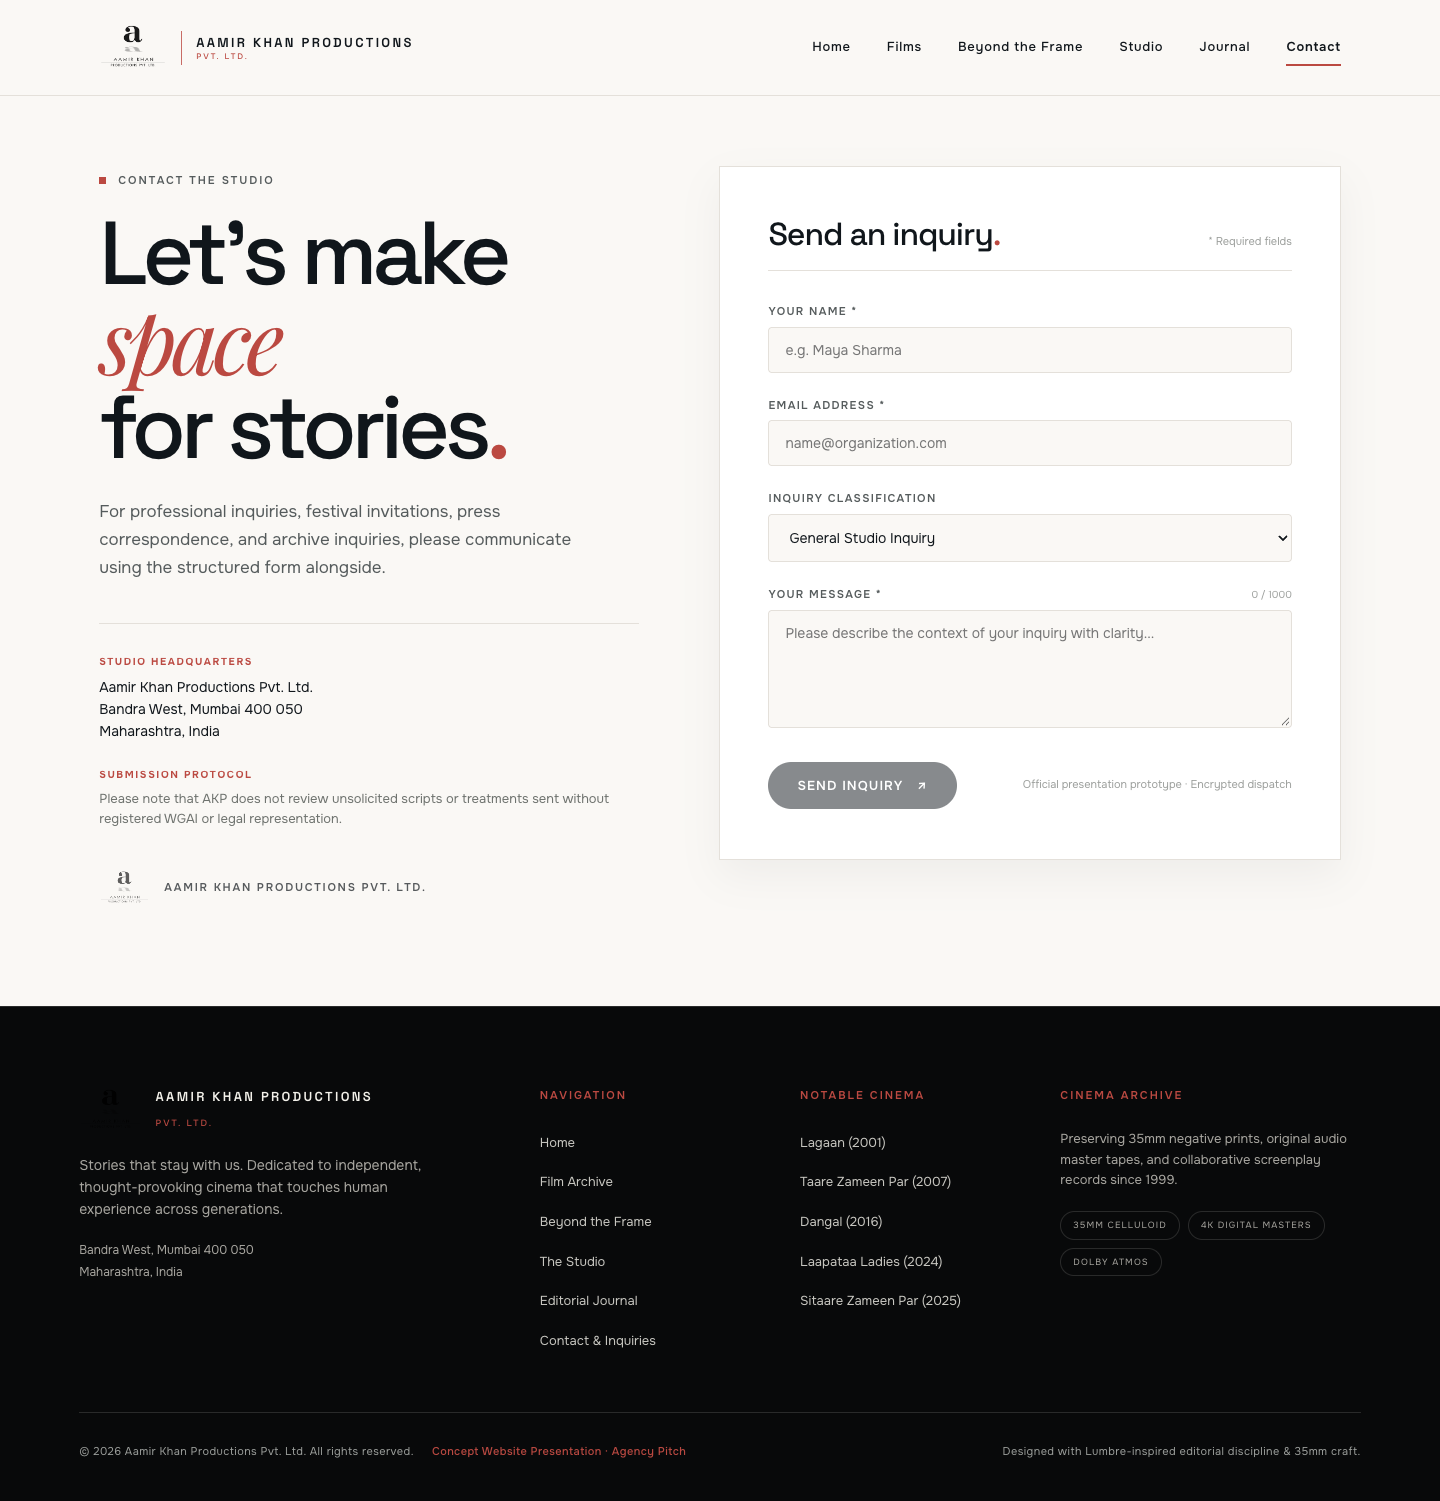 a
AAMIR KHAN
PRODUCTIONS PVT LTD
AAMIR KHAN PRODUCTIONS
PVT. LTD.
Home
Films
Beyond the Frame
Studio
Journal
Contact
CONTACT THE STUDIO
Let’s make
space
for stories.
For professional inquiries, festival invitations, press
correspondence, and archive inquiries, please communicate
using the structured form alongside.
STUDIO HEADQUARTERS
Aamir Khan Productions Pvt. Ltd.
Bandra West, Mumbai 400 050
Maharashtra, India
SUBMISSION PROTOCOL
Please note that AKP does not review unsolicited scripts or treatments sent without
registered WGAI or legal representation.
a
AAMIR KHAN PRODUCTIONS PVT. LTD.
Send an inquiry.
* Required fields
YOUR NAME *
e.g. Maya Sharma
EMAIL ADDRESS *
name@organization.com
INQUIRY CLASSIFICATION
General Studio Inquiry
YOUR MESSAGE *
0 / 1000
Please describe the context of your inquiry with clarity...
SEND INQUIRY
Official presentation prototype · Encrypted dispatch
a
AAMIR KHAN PRODUCTIONS
PVT. LTD.
Stories that stay with us. Dedicated to independent,
thought-provoking cinema that touches human
experience across generations.
Bandra West, Mumbai 400 050
Maharashtra, India
NAVIGATION
Home
Film Archive
Beyond the Frame
The Studio
Editorial Journal
Contact & Inquiries
NOTABLE CINEMA
Lagaan (2001)
Taare Zameen Par (2007)
Dangal (2016)
Laapataa Ladies (2024)
Sitaare Zameen Par (2025)
CINEMA ARCHIVE
Preserving 35mm negative prints, original audio
master tapes, and collaborative screenplay
records since 1999.
35MM CELLULOID
4K DIGITAL MASTERS
DOLBY ATMOS
© 2026 Aamir Khan Productions Pvt. Ltd. All rights reserved.
Concept Website Presentation · Agency Pitch
Designed with Lumbre-inspired editorial discipline & 35mm craft.